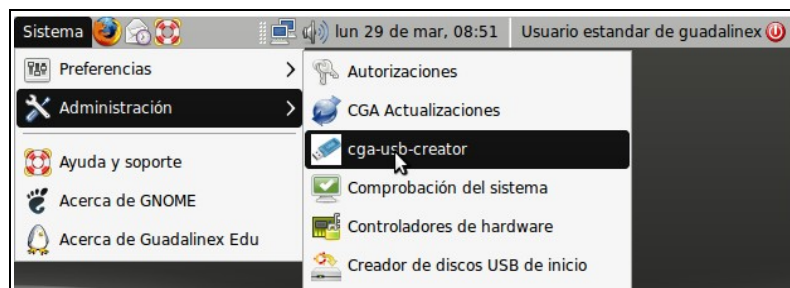 Sistema lun 29 de mar, 08:51 Usuario estandar de guadalinex
Preferencias
Administración
Ayuda y soporte
Acerca de GNOME
Acerca de Guadalinex Edu
Autorizaciones
CGA Actualizaciones
cga-usb-creator
Comprobación del sistema
Controladores de hardware
Creador de discos USB de inicio